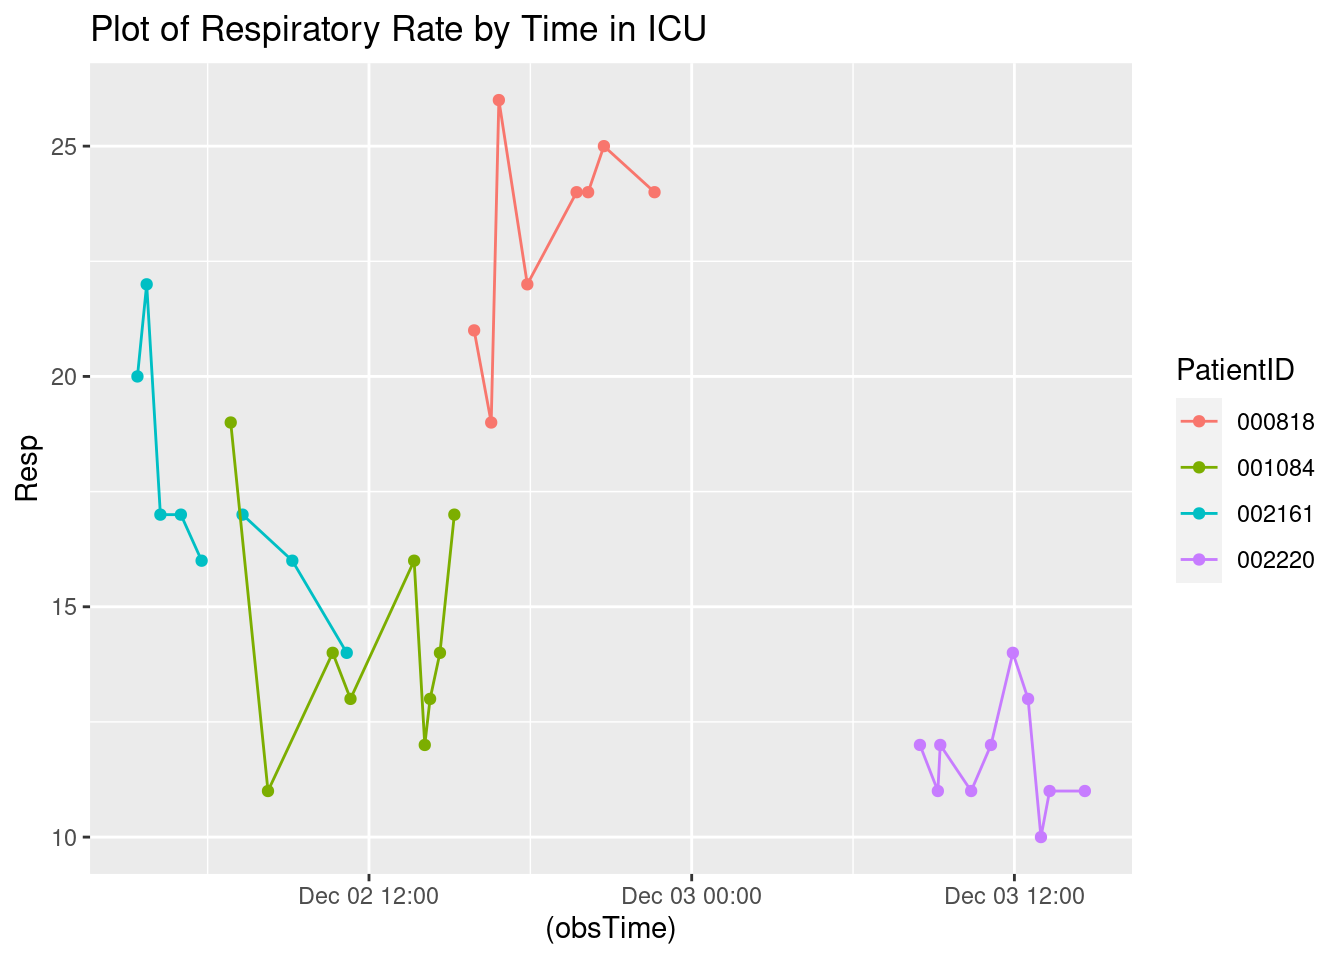 Plot of Respiratory Rate by Time in ICU
25
20
15
10
Resp
Dec 02 12:00
Dec 03 00:00
Dec 03 12:00
(obsTime)
PatientID
000818
001084
002161
002220